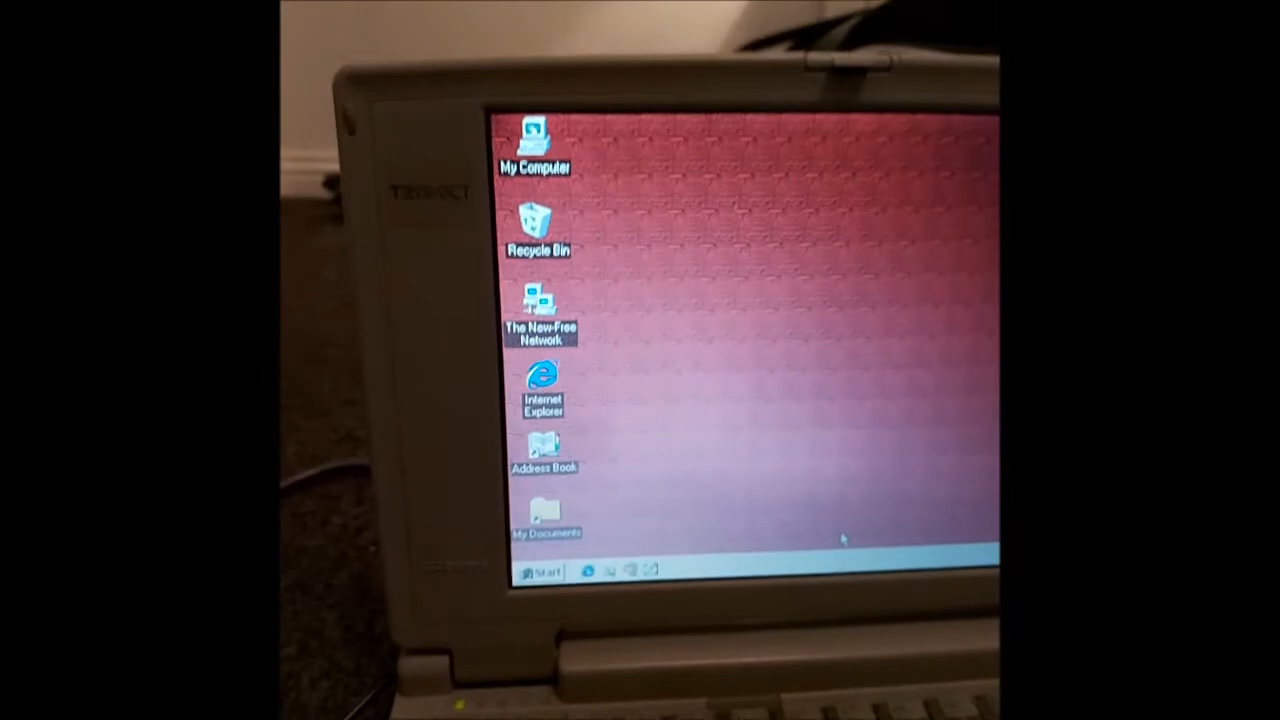 My Computer
Recycle Bin
The New-Free
Network
Internet
Explorer
Address Book
My Documents
Start